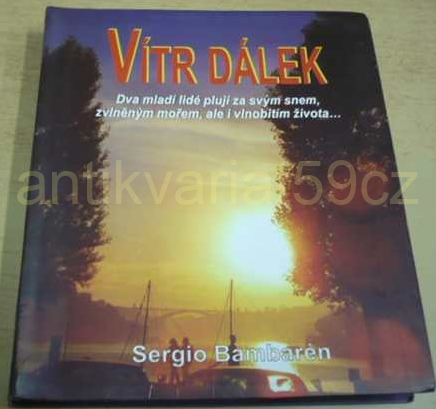 VÍTR DÁLEK
Dva mladí lidé plují za svým snem,
zvlněným mořem, ale i vlnobitím života...
antikvariat59cz
Sergio Bambarèn